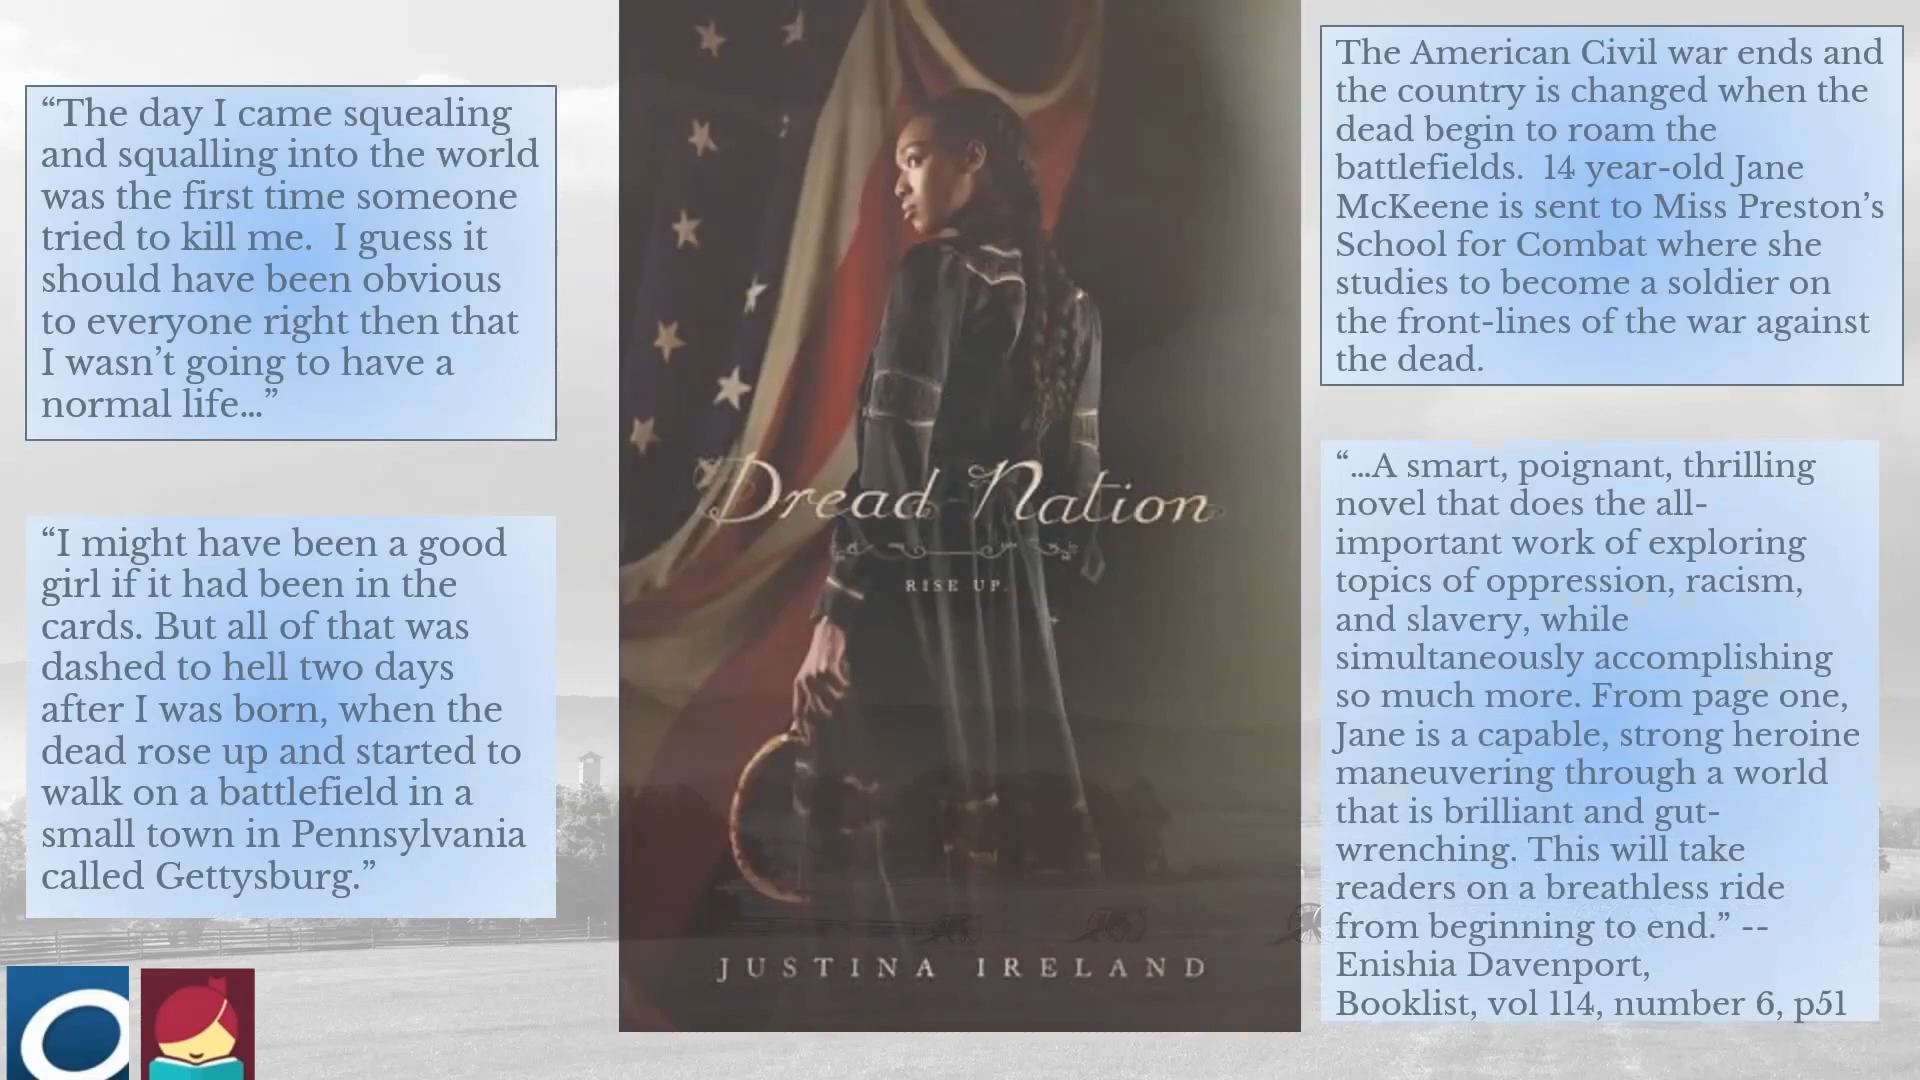 “The day I came squealing
and squalling into the world
was the first time someone
tried to kill me.  I guess it
should have been obvious
to everyone right then that
I wasn’t going to have a
normal life…”
“I might have been a good
girl if it had been in the
cards. But all of that was
dashed to hell two days
after I was born, when the
dead rose up and started to
walk on a battlefield in a
small town in Pennsylvania
called Gettysburg.”
Dread Nation
RISE UP.
JUSTINA IRELAND
The American Civil war ends and
the country is changed when the
dead begin to roam the
battlefields.  14 year-old Jane
McKeene is sent to Miss Preston’s
School for Combat where she
studies to become a soldier on
the front-lines of the war against
the dead.
“…A smart, poignant, thrilling
novel that does the all-
important work of exploring
topics of oppression, racism,
and slavery, while
simultaneously accomplishing
so much more. From page one,
Jane is a capable, strong heroine
maneuvering through a world
that is brilliant and gut-
wrenching. This will take
readers on a breathless ride
from beginning to end.” --
Enishia Davenport,
Booklist, vol 114, number 6, p51